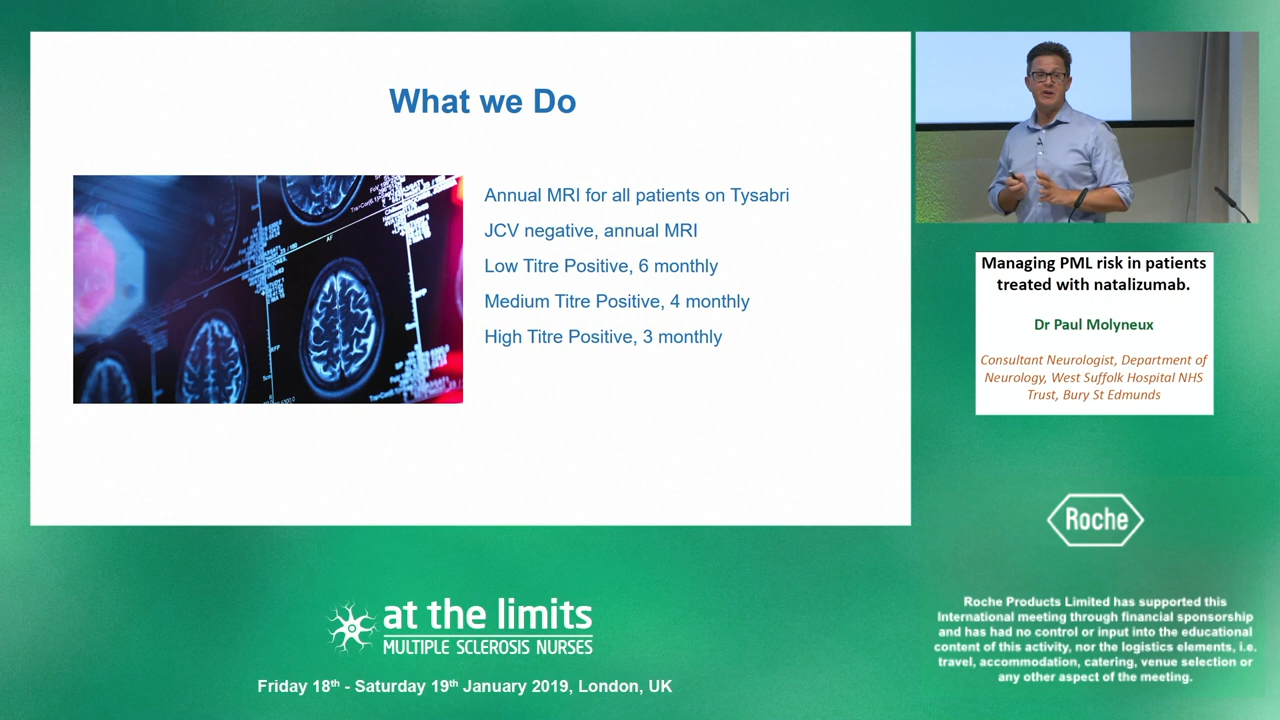 What we Do
Annual MRI for all patients on Tysabri
JCV negative, annual MRI
Low Titre Positive, 6 monthly
Medium Titre Positive, 4 monthly
High Titre Positive, 3 monthly
Managing PML risk in patients
treated with natalizumab.
Dr Paul Molyneux
Consultant Neurologist, Department of
Neurology, West Suffolk Hospital NHS
Trust, Bury St Edmunds
Roche
Roche Products Limited has supported this
International meeting through financial sponsorship
and has had no control or input into the educational
content of this activity, nor the logistics elements, i.e.
travel, accommodation, catering, venue selection or
any other aspect of the meeting.
at the limits
MULTIPLE SCLEROSIS NURSES
Friday 18th - Saturday 19th January 2019, London, UK